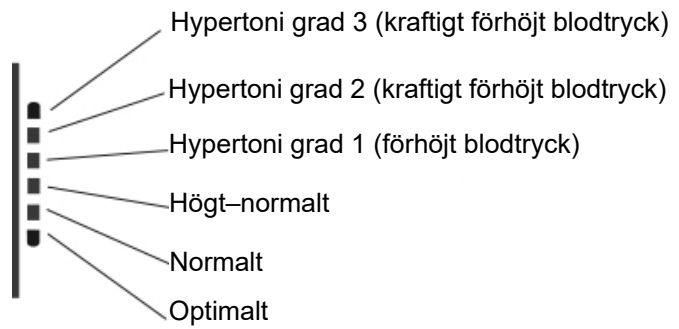 Hypertoni grad 3 (kraftigt förhöjt blodtryck)
Hypertoni grad 2 (kraftigt förhöjt blodtryck)
Hypertoni grad 1 (förhöjt blodtryck)
Högt–normalt
Normalt
Optimalt